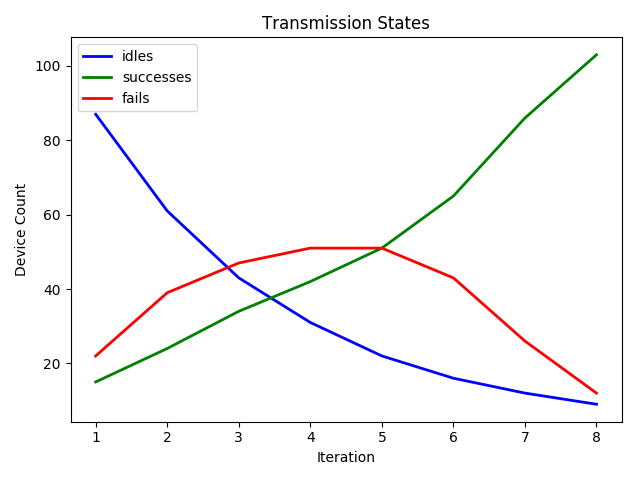 Transmission States
idles
successes
fails
100
80
60
40
20
Device Count
1 2 3 4 5 6 7 8
Iteration